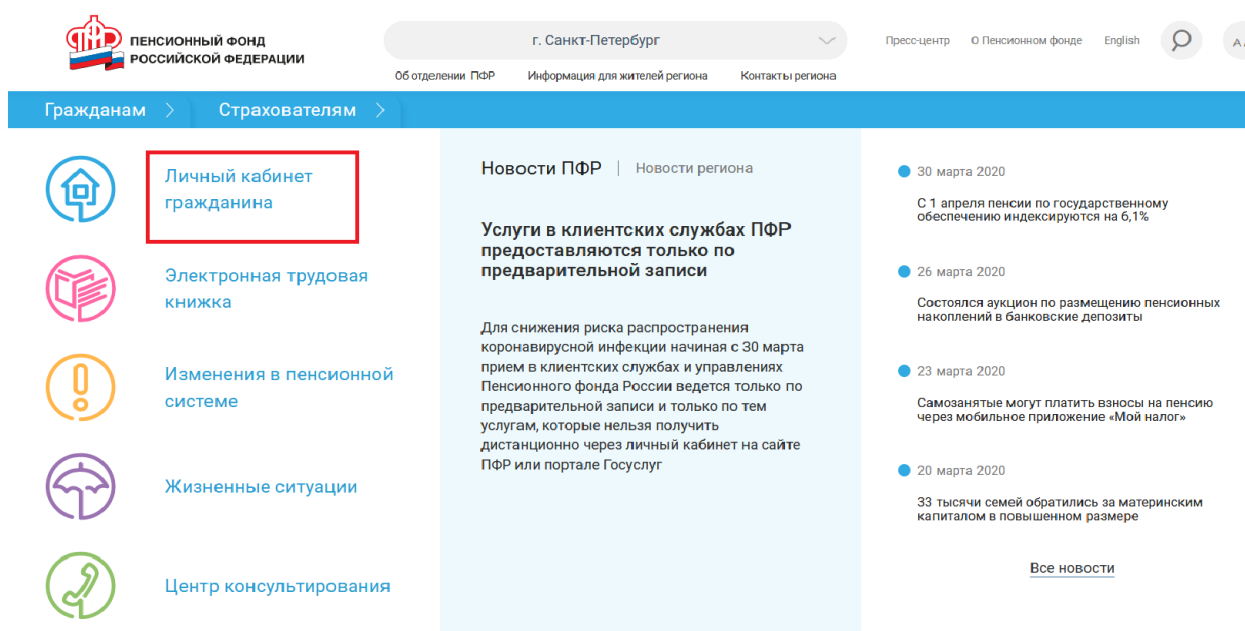 ПЕНСИОННЫЙ ФОНД
РОССИЙСКОЙ ФЕДЕРАЦИИ
г. Санкт-Петербург
Пресс-центр
О Пенсионном фонде
English
А
Об отделении ПФР
Информация для жителей региона
Контакты региона
Гражданам
Страхователям
Личный кабинет
гражданина
Электронная трудовая
книжка
Изменения в пенсионной
системе
Жизненные ситуации
Центр консультирования
Новости ПФР | Новости региона
Услуги в клиентских службах ПФР
предоставляются только по
предварительной записи
Для снижения риска распространения
коронавирусной инфекции начиная с 30 марта
прием в клиентских службах и управлениях
Пенсионного фонда России ведется только по
предварительной записи и только по тем
услугам, которые нельзя получить
дистанционно через личный кабинет на сайте
ПФР или портале Госуслуг
30 марта 2020
С 1 апреля пенсии по государственному
обеспечению индексируются на 6,1%
26 марта 2020
Состоялся аукцион по размещению пенсионных
накоплений в банковские депозиты
23 марта 2020
Самозанятые могут платить взносы на пенсию
через мобильное приложение «Мой налог»
20 марта 2020
33 тысячи семей обратились за материнским
капиталом в повышенном размере
Все новости